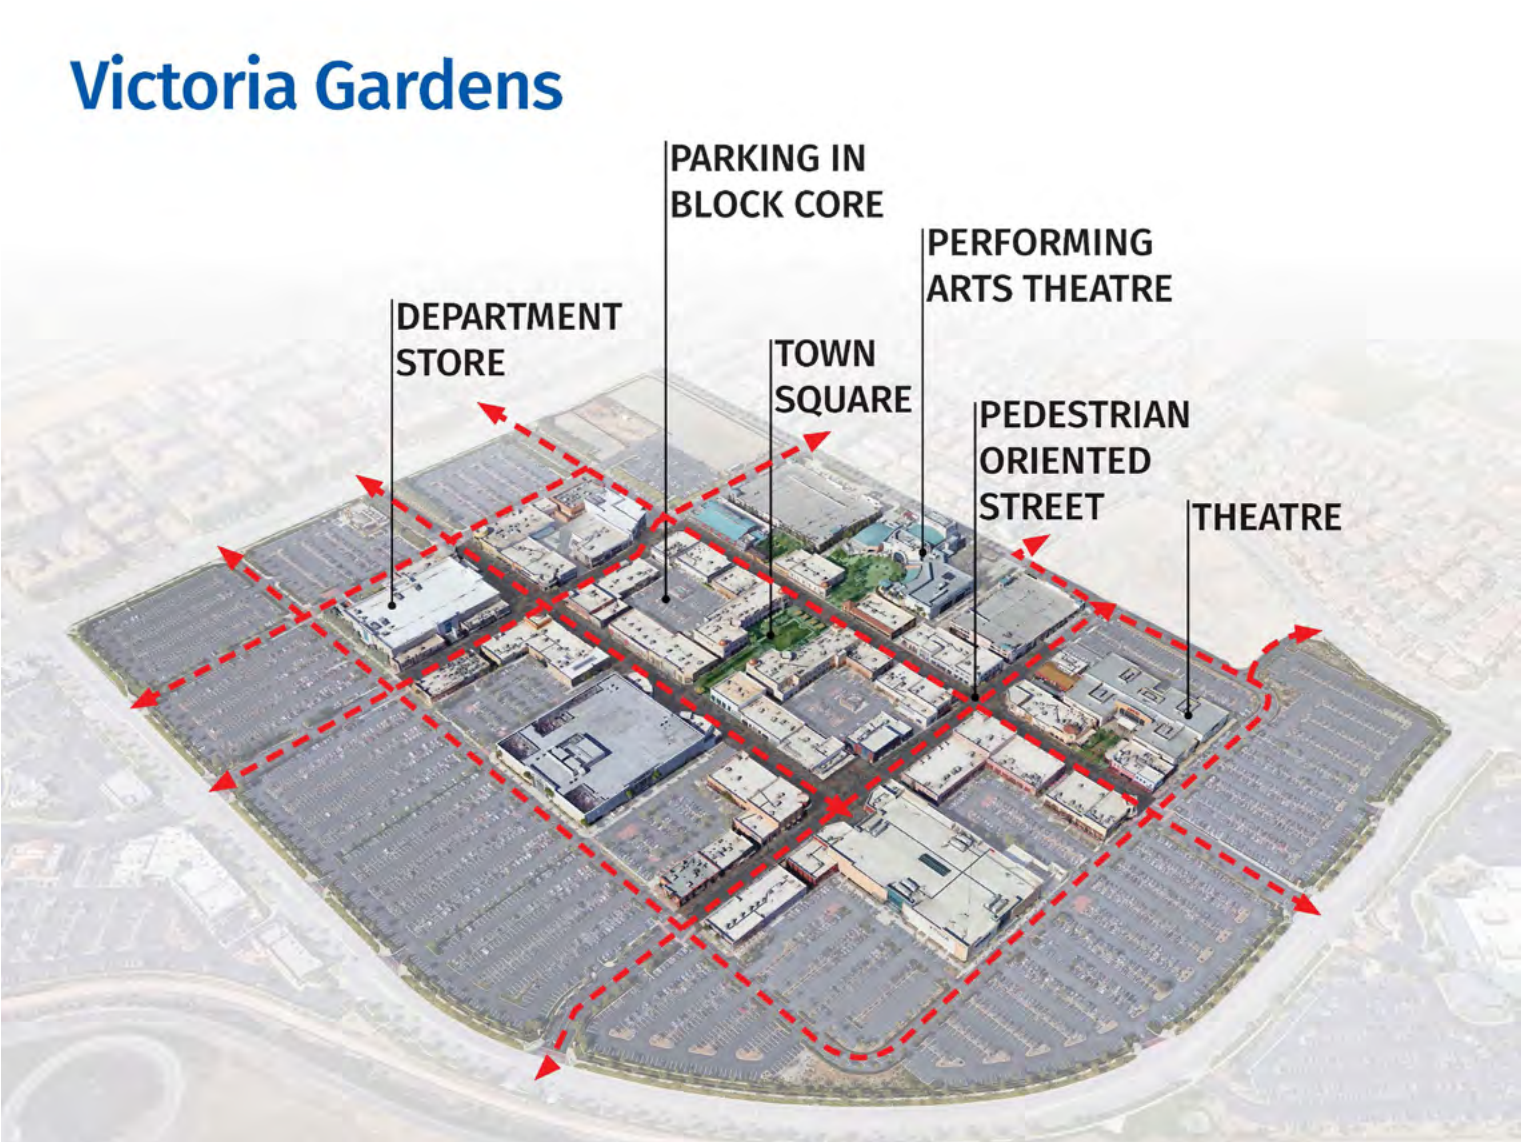 Victoria Gardens
PARKING IN
BLOCK CORE
PERFORMING
ARTS THEATRE
DEPARTMENT
STORE
TOWN
SQUARE
PEDESTRIAN
ORIENTED
STREET
THEATRE